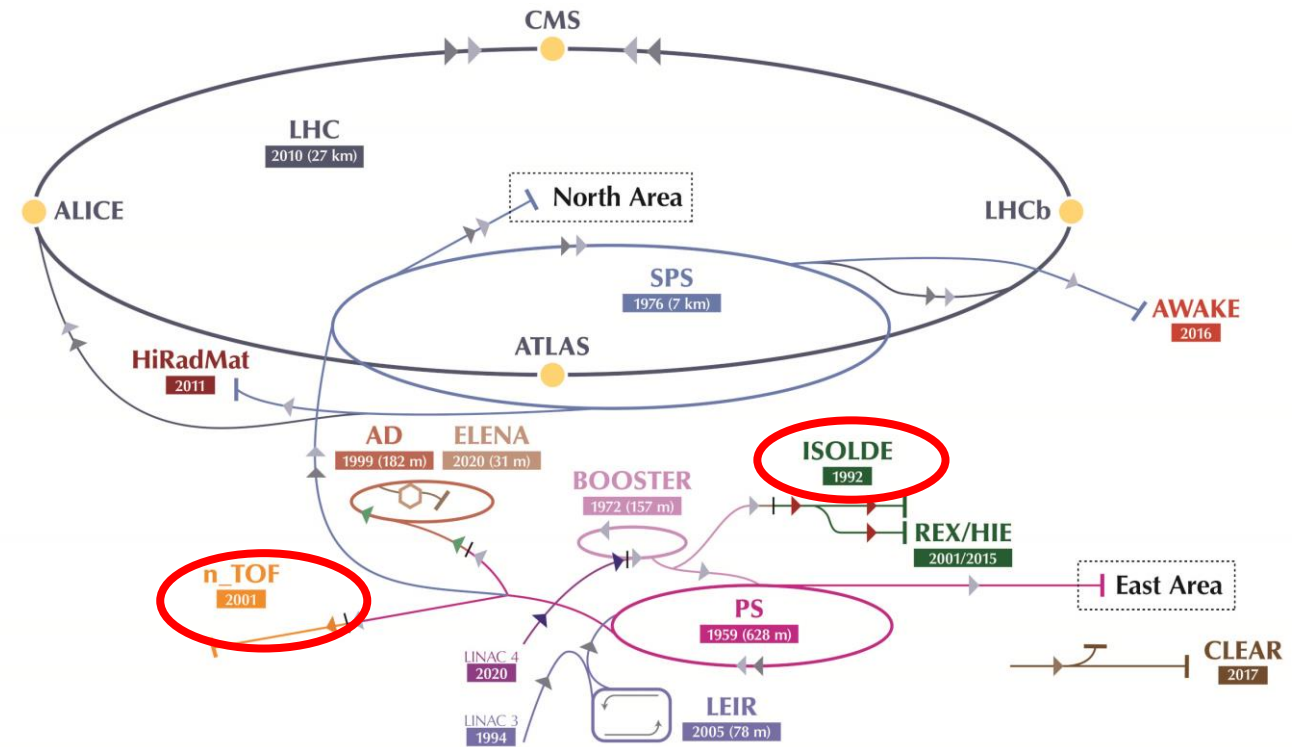 CMS
LHC
2010 (27 km)
North Area
ALICE
LHCb
SPS
1976 (7 km)
AWAKE
2016
ATLAS
HiRadMat
2011
AD
1999 (182 m)
ELENA
2020 (31 m)
ISOLDE
1992
BOOSTER
1972 (157 m)
REX/HIE
2001/2015
n_TOF
2001
East Area
PS
1959 (628 m)
LINAC 4
2020
CLEAR
2017
LEIR
2005 (78 m)
LINAC 3
1994